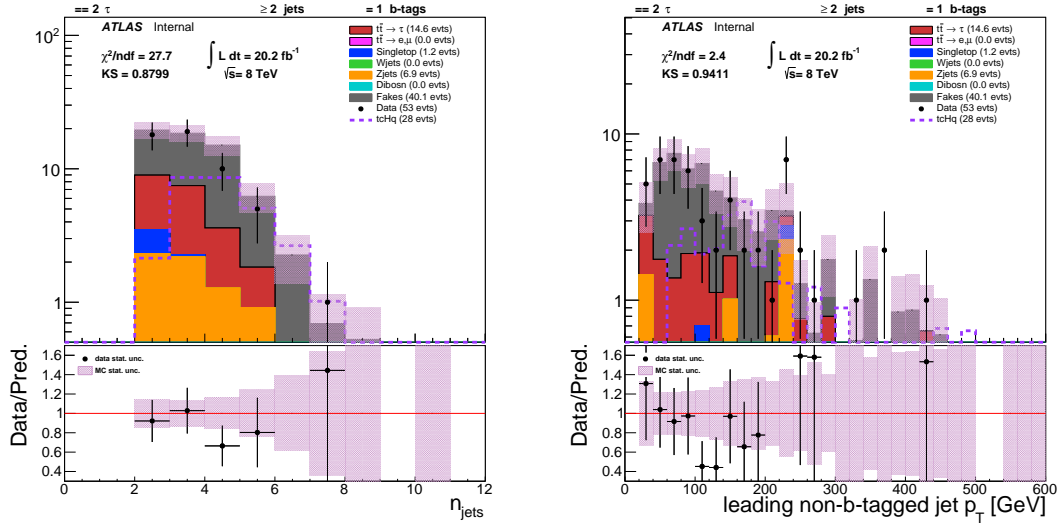 == 2 τ ≥ 2 jets = 1 b-tags
ATLAS Internal
χ²/ndf = 27.7
KS = 0.8799
∫ L dt = 20.2 fb⁻¹
√s= 8 TeV
tt̄ → τ (14.6 evts)
tt̄ → e,μ (0.0 evts)
Singletop (1.2 evts)
Wjets (0.0 evts)
Zjets (6.9 evts)
Dibosn (0.0 evts)
Fakes (40.1 evts)
Data (53 evts)
tcHq (28 evts)
10²
10
1
data stat. unc.
MC stat. unc.
Data/Pred.
1.6
1.4
1.2
1
0.8
0.6
0.4
0 2 4 6 8 10 12
n_jets
== 2 τ ≥ 2 jets = 1 b-tags
ATLAS Internal
χ²/ndf = 2.4
KS = 0.9411
∫ L dt = 20.2 fb⁻¹
√s= 8 TeV
tt̄ → τ (14.6 evts)
tt̄ → e,μ (0.0 evts)
Singletop (1.2 evts)
Wjets (0.0 evts)
Zjets (6.9 evts)
Dibosn (0.0 evts)
Fakes (40.1 evts)
Data (53 evts)
tcHq (28 evts)
10
1
data stat. unc.
MC stat. unc.
Data/Pred.
1.6
1.4
1.2
1
0.8
0.6
0.4
0 100 200 300 400 500 600
leading non-b-tagged jet p_T [GeV]